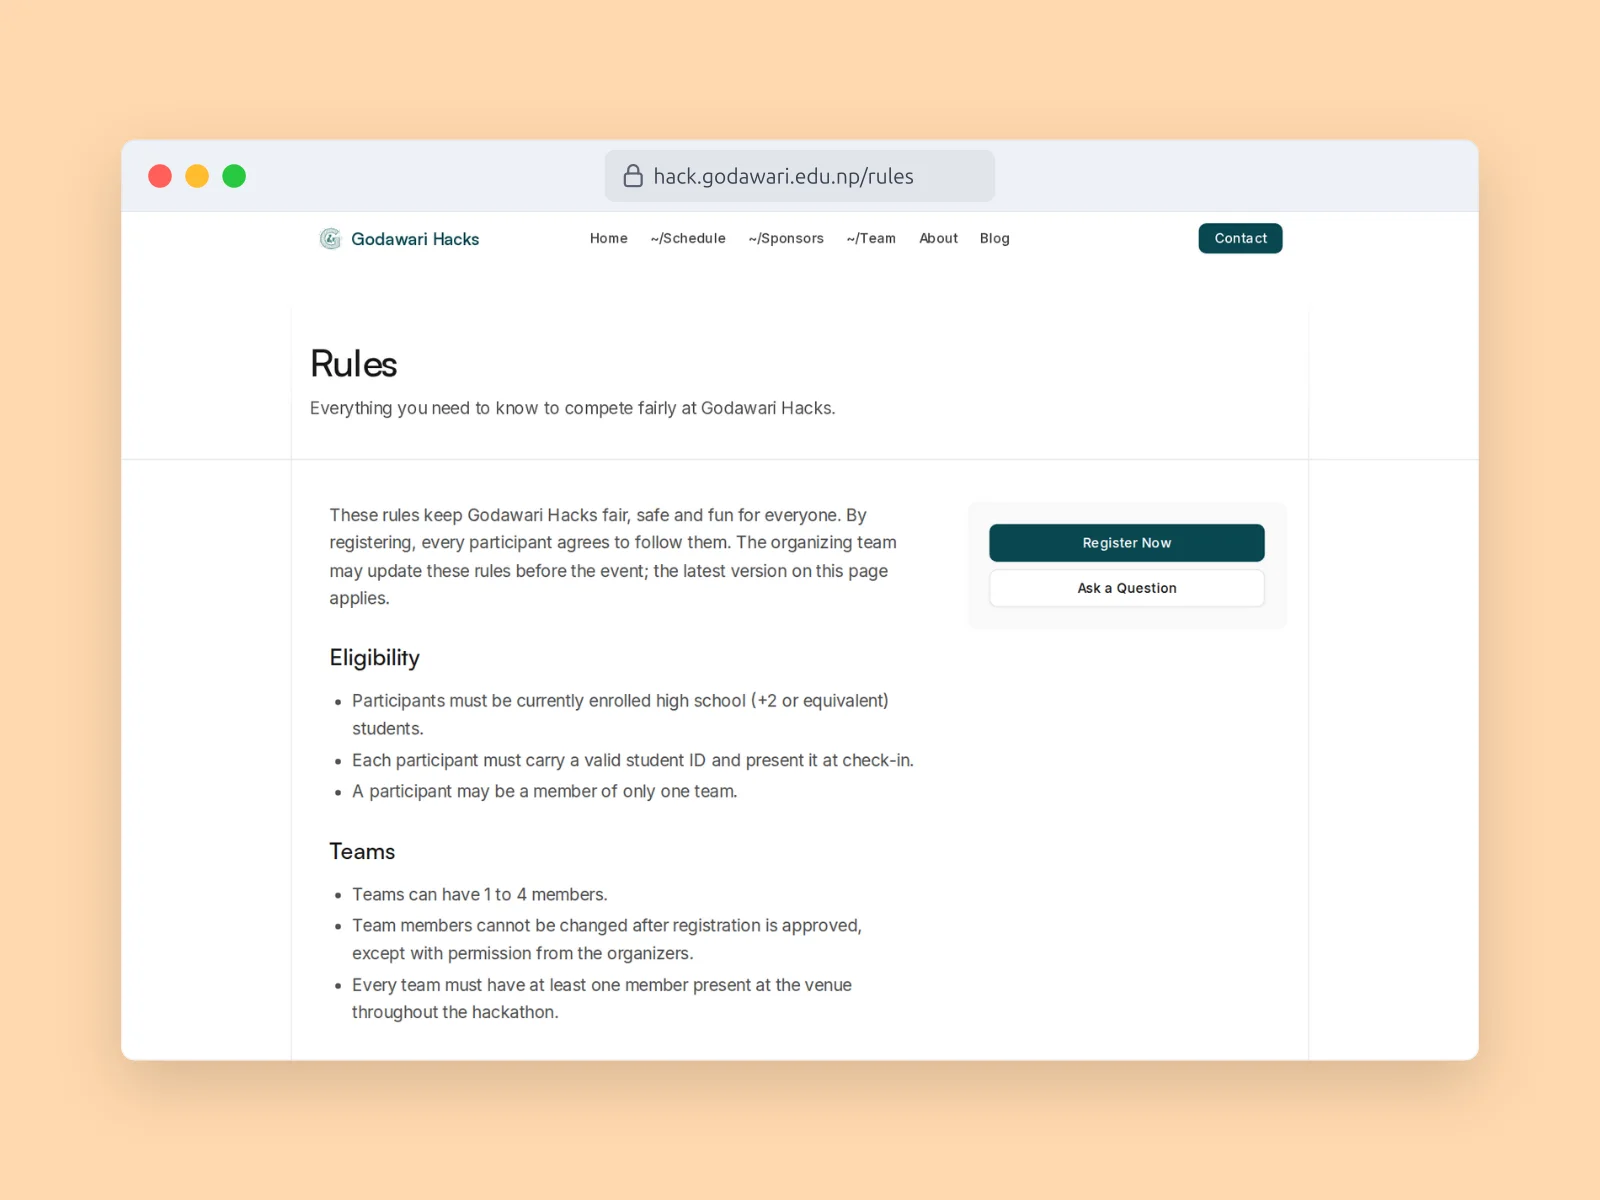 hack.godawari.edu.np/rules
Godawari Hacks
Home
~/Schedule
~/Sponsors
~/Team
About
Blog
Contact
Rules
Everything you need to know to compete fairly at Godawari Hacks.
These rules keep Godawari Hacks fair, safe and fun for everyone. By
registering, every participant agrees to follow them. The organizing team
may update these rules before the event; the latest version on this page
applies.
Register Now
Ask a Question
Eligibility
• Participants must be currently enrolled high school (+2 or equivalent)
students.
• Each participant must carry a valid student ID and present it at check-in.
• A participant may be a member of only one team.
Teams
• Teams can have 1 to 4 members.
• Team members cannot be changed after registration is approved,
except with permission from the organizers.
• Every team must have at least one member present at the venue
throughout the hackathon.